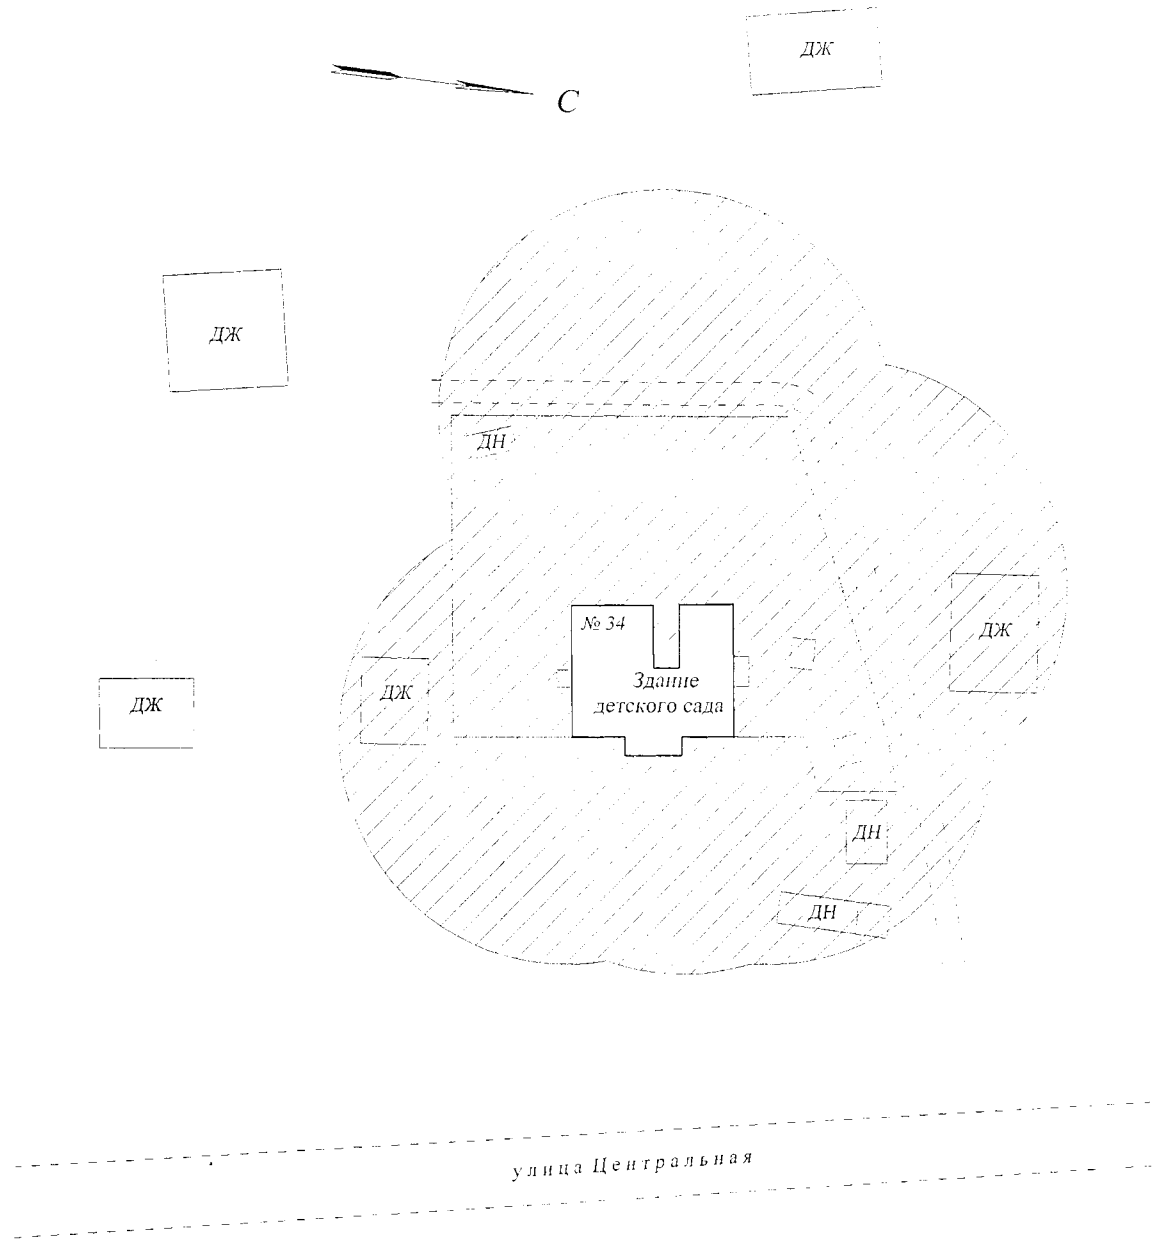 ДЖ
С
ДЖ
ДН
№ 34
ДЖ
Здание
детского сада
ДЖ
ДЖ
ДН
ДН
улица Центральная